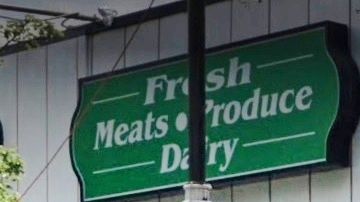 Fresh
Meats • Produce
Dairy